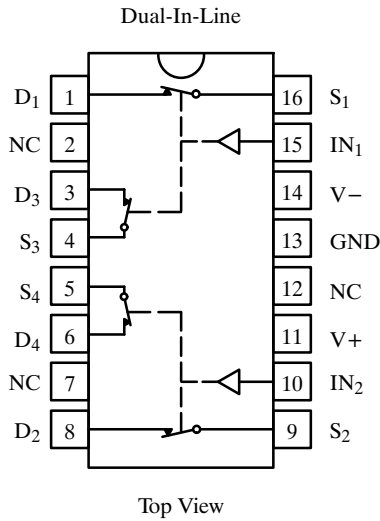 Dual-In-Line
D1 1 16 S1
NC 2 15 IN1
D3 3 14 V−
S3 4 13 GND
S4 5 12 NC
D4 6 11 V+
NC 7 10 IN2
D2 8 9 S2
Top View